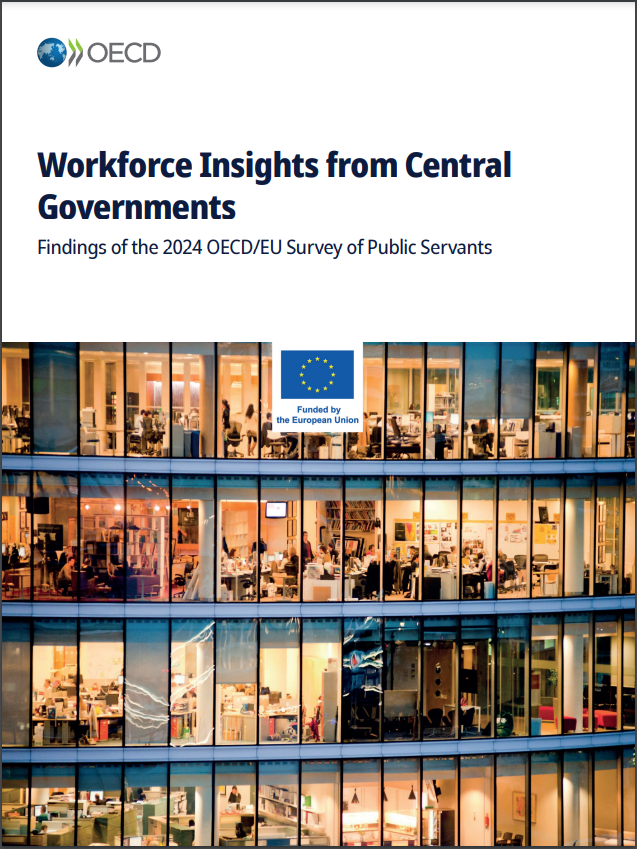 OECD
Workforce Insights from Central
Governments
Findings of the 2024 OECD/EU Survey of Public Servants
Funded by
the European Union